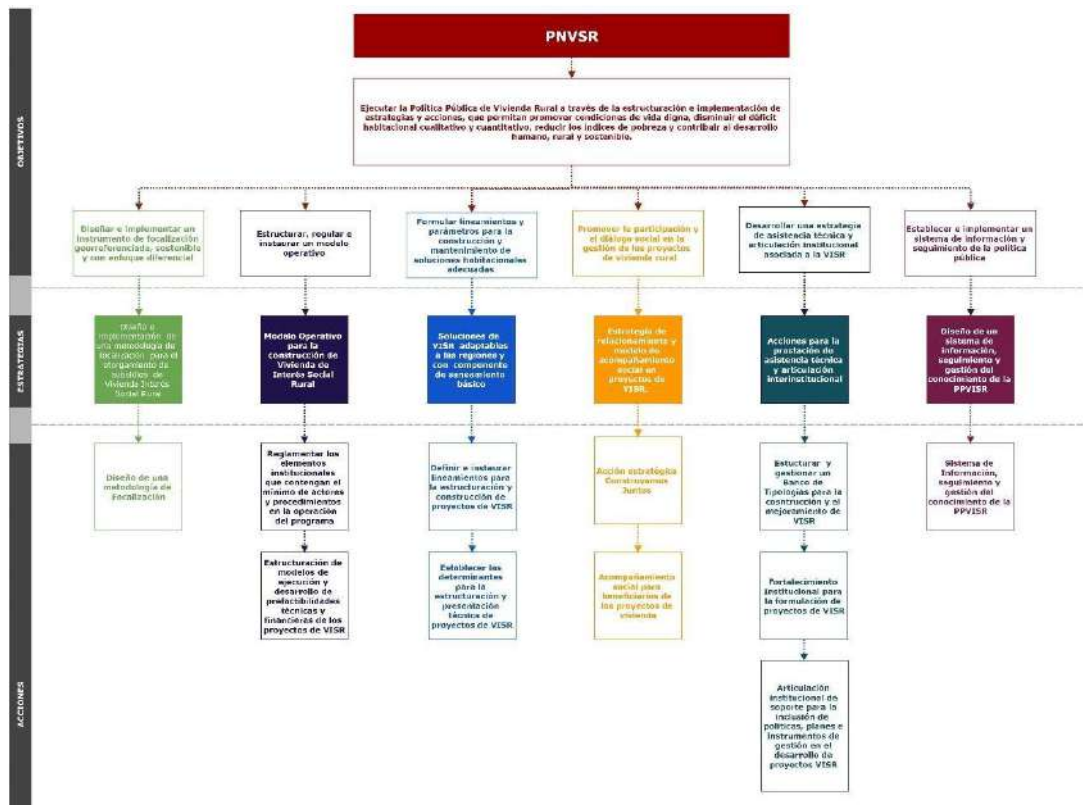 PNVSR
Ejecutar la Política Pública de Vivienda Rural a través de la estructuración e implementación de
estrategias y acciones, que permitan promover condiciones de vida digna, disminuir el déficit
habitacional cualitativo y cuantitativo, reducir los índices de pobreza y contribuir al desarrollo
humano, rural y sostenible.
OBJETIVOS
Diseñar e implementar un
instrumento de focalización
georreferenciada, sostenible
y con enfoque diferencial
Estructurar, regular e
instaurar un modelo
operativo
Formular lineamientos y
parámetros para la
construcción y
mantenimiento de
soluciones habitacionales
adecuadas
Promover la participación y
el diálogo social en la
gestión de los proyectos
de vivienda rural
Desarrollar una estrategia
de asistencia técnica y
articulación institucional
asociada a la VISR
Establecer e implementar un
sistema de información y
seguimiento de la política
pública
ESTRATEGIAS
Diseño e
implementación de
una metodología de
focalización para el
otorgamiento de
subsidios de
Vivienda Interés
Social Rural
Modelo Operativo
para la
construcción de
Vivienda de
Interés Social
Rural
Soluciones de
VISR adaptables
a las regiones y
con componente
de saneamiento
básico
Estrategia de
relacionamiento y
modelo de
acompañamiento
social en
proyectos de
VISR.
Acciones para la
prestación de
asistencia técnica
y articulación
interinstitucional
Diseño de un
sistema de
información,
seguimiento y
gestión del
conocimiento de la
PPVISR
ACCIONES
Diseño de una
metodología de
Focalización
Reglamentar los
elementos
institucionales
que contengan el
mínimo de actores
y procedimientos
en la operación del
programa
Definir e instaurar
lineamientos para
la estructuración y
construcción de
proyectos de VISR
Acción estratégica
Construyamos
Juntos
Estucturar y
gestionar un
Banco de
Tipologías para la
cosntrucción y el
mejoramiento de
VISR
Sistema de
Información,
seguimiento y
gestión del
conocimiento de la
PPVISR
Estructuración de
modelos de
ejecución y
desarrollo de
prefactibilidades
técnicas y
financieras de los
proyectos de VISR
Establecer los
determinantes
para la
estructuración y
presentación
técnica de
proyectos de VISR
Acompañamiento
social para
beneficiarios de
los proyectos de
vivienda
Fortalecimiento
Institucional para
la formulación de
proyectos de VISR
Articulación
institucional de
soporte para la
inclusión de
políticas, planes e
instrumentos de
gestión en el
desarrollo de
proyectos VISR